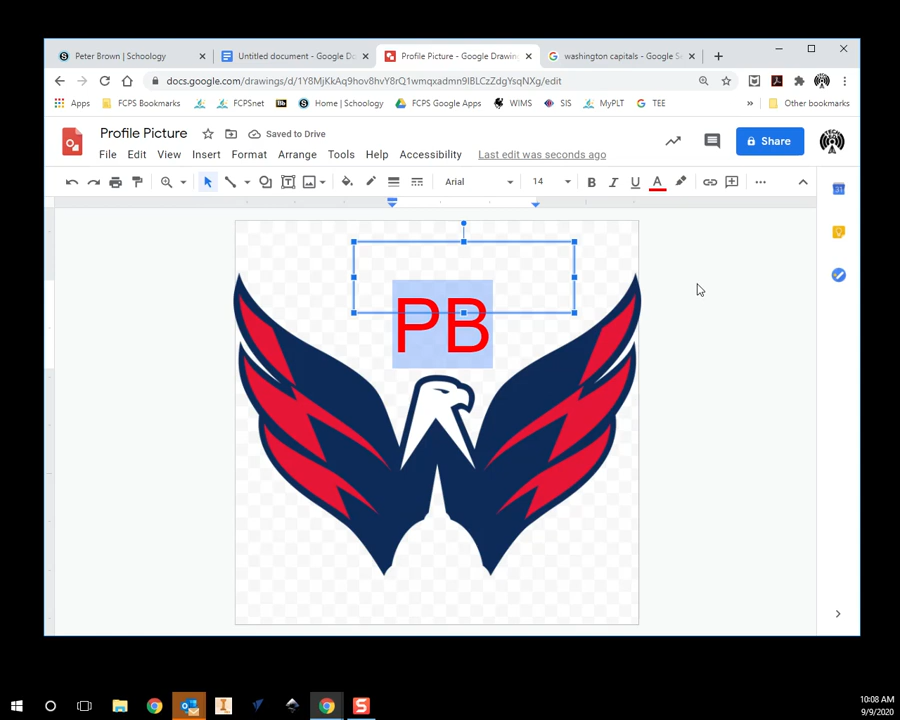 Peter Brown | Schoology
Untitled document - Google Do
Profile Picture - Google Drawing
washington capitals - Google Se
docs.google.com/drawings/d/1Y8MjKkAq9hov8hvY8rQ1wmqxadmn9IBLCzZdgYsqNXg/edit
Apps
FCPS Bookmarks
FCPSnet
Home | Schoology
FCPS Google Apps
WIMS
SIS
MyPLT
TEE
»
Other bookmarks
Profile Picture
Saved to Drive
Share
File Edit View Insert Format Arrange Tools Help Accessibility Last edit was seconds ago
Arial 14 B I U A
PB
10:08 AM
9/9/2020